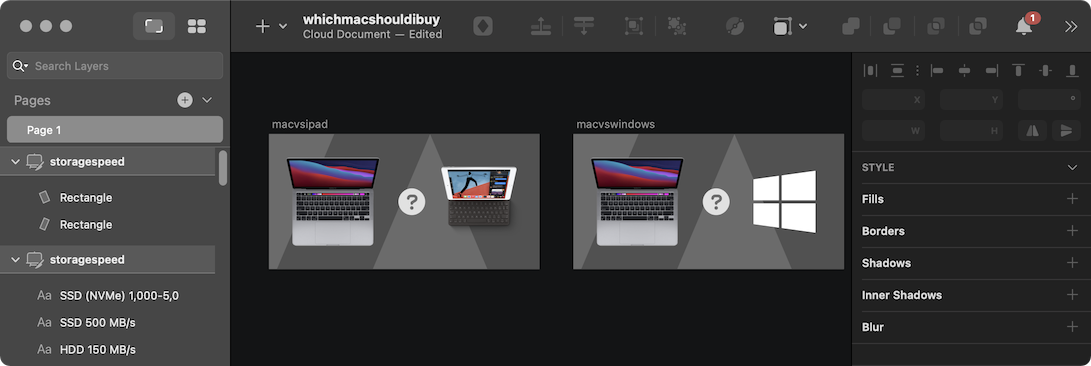 whichmacshouldibuy
Cloud Document — Edited
1
Search Layers
Pages
Page 1
storagespeed
Rectangle
Rectangle
storagespeed
Aa SSD (NVMe) 1,000-5,0
Aa SSD 500 MB/s
Aa HDD 150 MB/s
macvsipad
?
macvswindows
?
X
Y
°
W
H
STYLE
Fills
Borders
Shadows
Inner Shadows
Blur